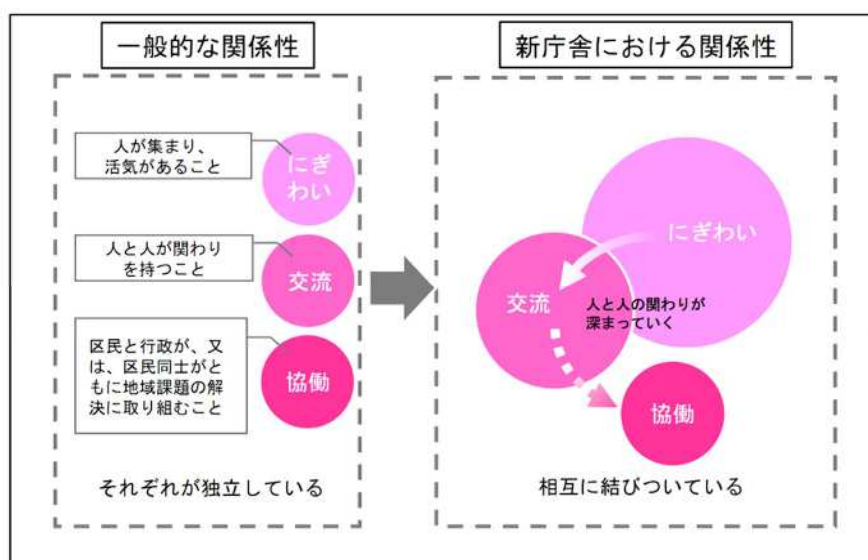 一般的な関係性
人が集まり、
活気があること
にぎ
わい
人と人が関わり
を持つこと
交流
区民と行政が、又
は、区民同士がと
もに地域課題の解
決に取り組むこと
協働
それぞれが独立している
新庁舎における関係性
にぎわい
交流
人と人の関わりが
深まっていく
協働
相互に結びついている